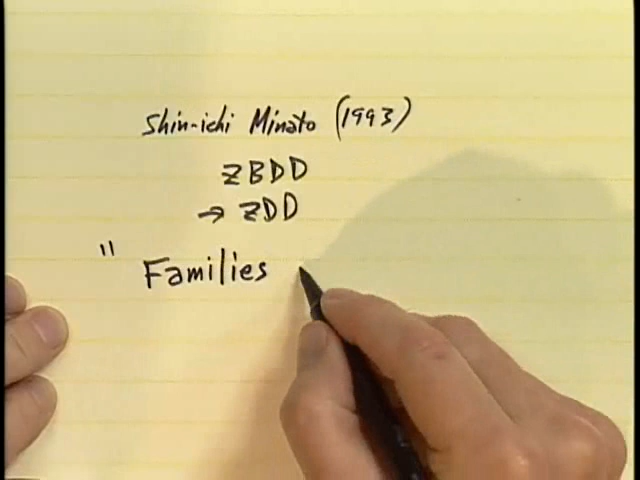 Shin-ichi Minato (1993)
ZBDD
→ ZDD
" Families